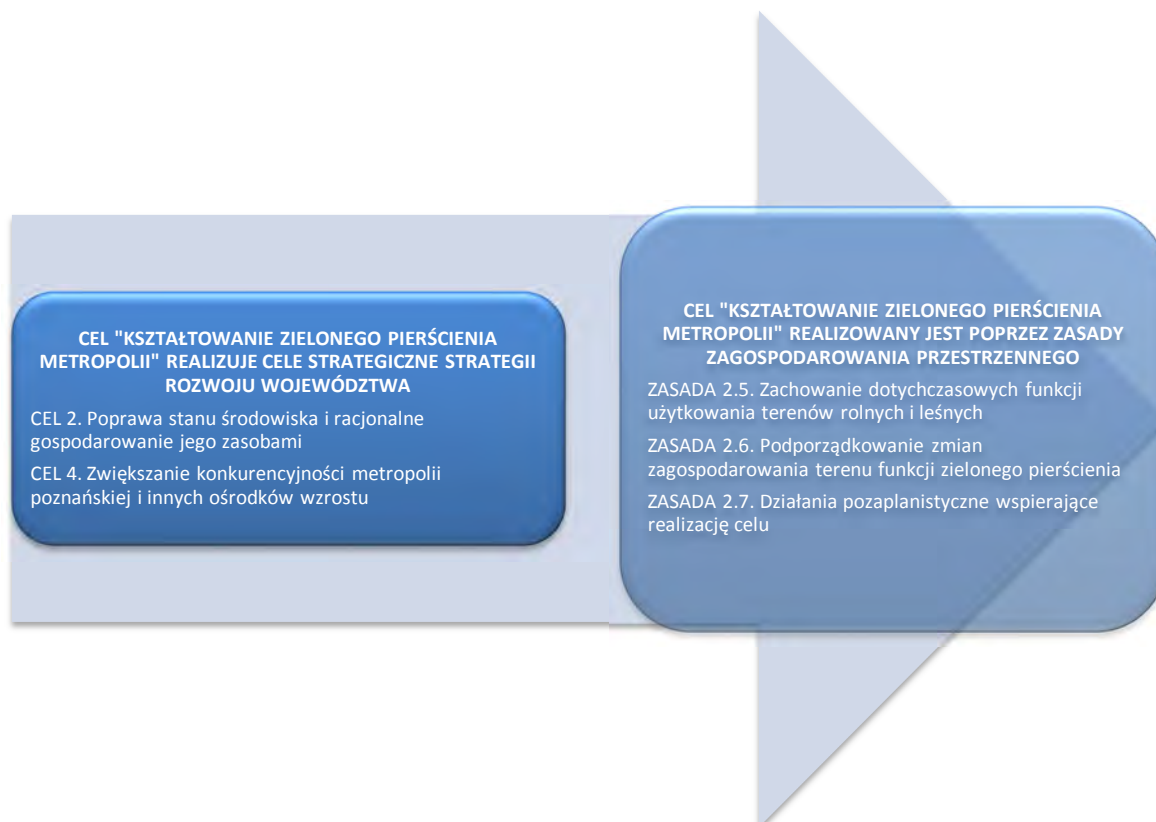 CEL "KSZTAŁTOWANIE ZIELONEGO PIERŚCIENIA
METROPOLII" REALIZUJE CELE STRATEGICZNE STRATEGII
ROZWOJU WOJEWÓDZTWA
CEL 2. Poprawa stanu środowiska i racjonalne
gospodarowanie jego zasobami
CEL 4. Zwiększanie konkurencyjności metropolii
poznańskiej i innych ośrodków wzrostu
CEL "KSZTAŁTOWANIE ZIELONEGO PIERŚCIENIA
METROPOLII" REALIZOWANY JEST POPRZEZ ZASADY
ZAGOSPODAROWANIA PRZESTRZENNEGO
ZASADA 2.5. Zachowanie dotychczasowych funkcji
użytkowania terenów rolnych i leśnych
ZASADA 2.6. Podporządkowanie zmian
zagospodarowania terenu funkcji zielonego pierścienia
ZASADA 2.7. Działania pozaplanistyczne wspierające
realizację celu